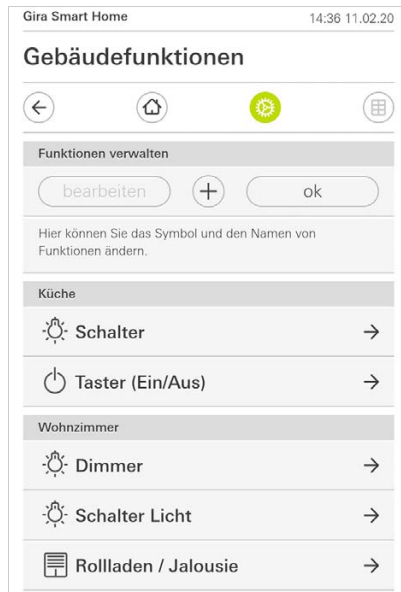 Gira Smart Home 14:36 11.02.20
Gebäudefunktionen
Funktionen verwalten
bearbeiten ok
Hier können Sie das Symbol und den Namen von
Funktionen ändern.
Küche
Schalter
Taster (Ein/Aus)
Wohnzimmer
Dimmer
Schalter Licht
Rollladen / Jalousie